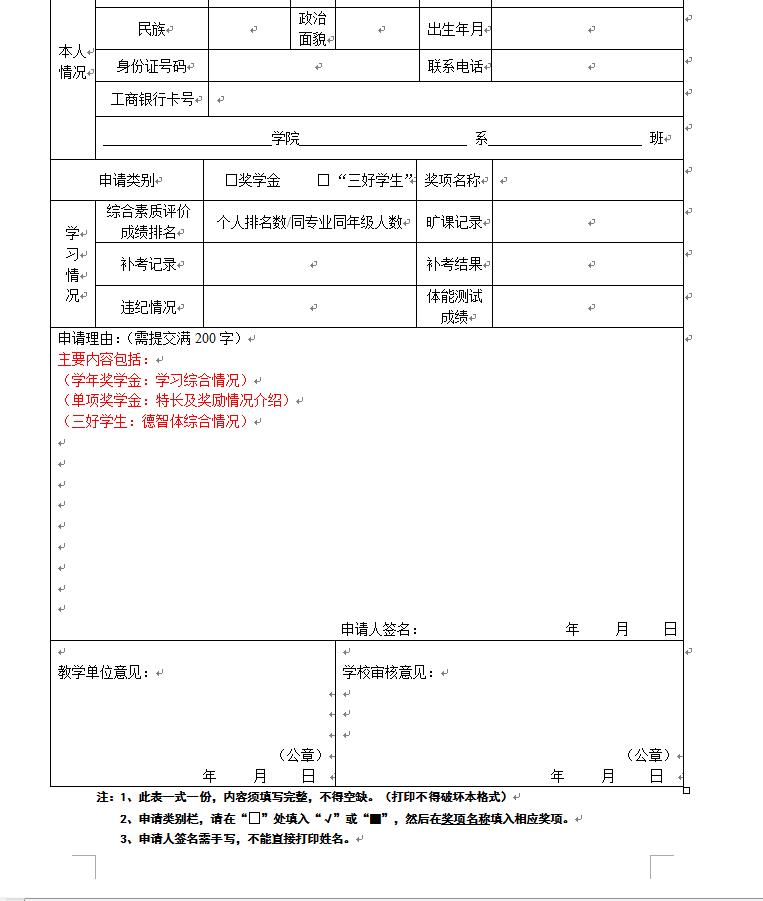 民族 政治面貌 出生年月
本人情况
身份证号码 联系电话
工商银行卡号
学院 系 班
申请类别 □奖学金 □“三好学生” 奖项名称
学习情况
综合素质评价成绩排名 个人排名数/同专业同年级人数 旷课记录
补考记录 补考结果
违纪情况 体能测试成绩
申请理由：（需提交满 200 字）
主要内容包括：
（学年奖学金：学习综合情况）
（单项奖学金：特长及奖励情况介绍）
（三好学生：德智体综合情况）
申请人签名： 年 月 日
教学单位意见： 学校审核意见：
（公章） （公章）
年 月 日 年 月 日
注：1、此表一式一份，内容须填写完整，不得空缺。（打印不得破坏本格式）
2、申请类别栏，请在“□”处填入“√”或“■”，然后在奖项名称填入相应奖项。
3、申请人签名需手写，不能直接打印姓名。